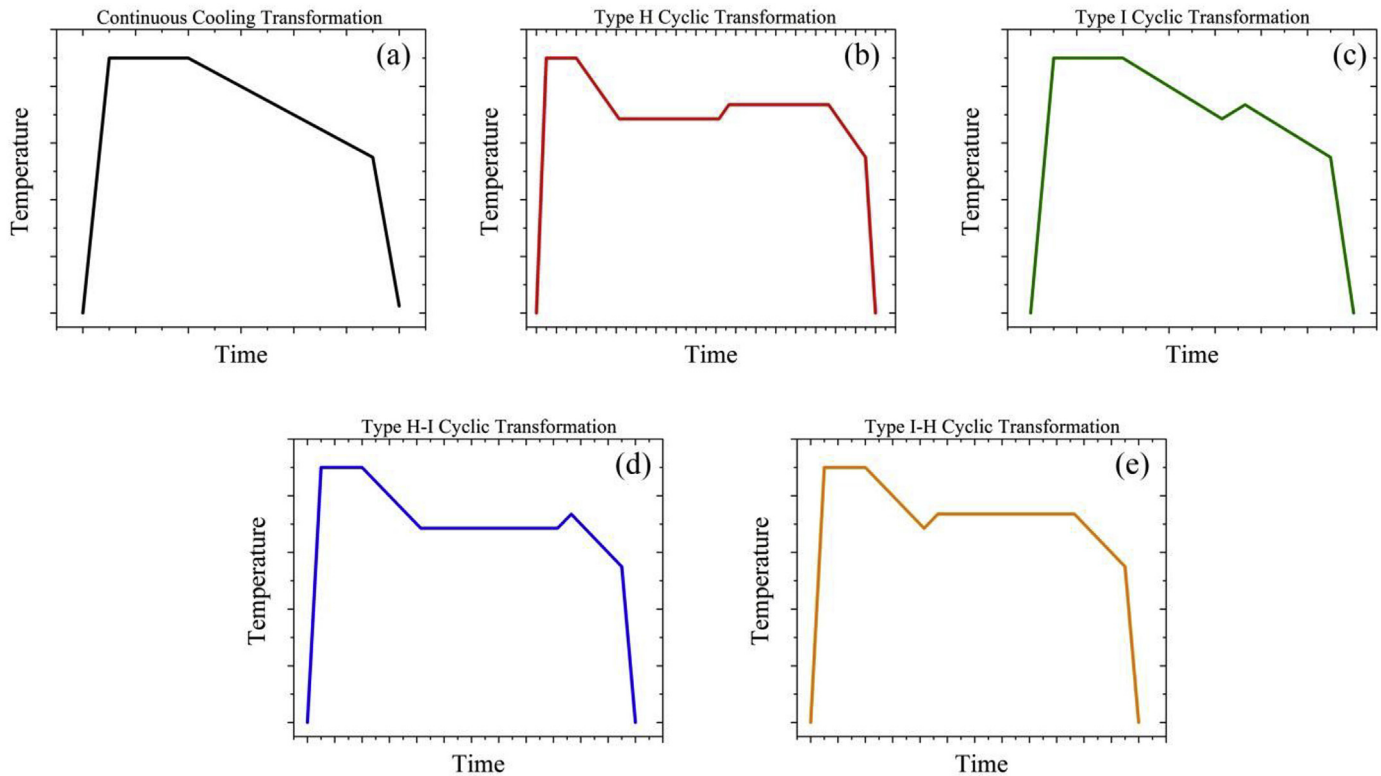 Continuous Cooling Transformation
(a)
Temperature
Time
Type H Cyclic Transformation
(b)
Temperature
Time
Type I Cyclic Transformation
(c)
Temperature
Time
Type H-I Cyclic Transformation
(d)
Temperature
Time
Type I-H Cyclic Transformation
(e)
Temperature
Time